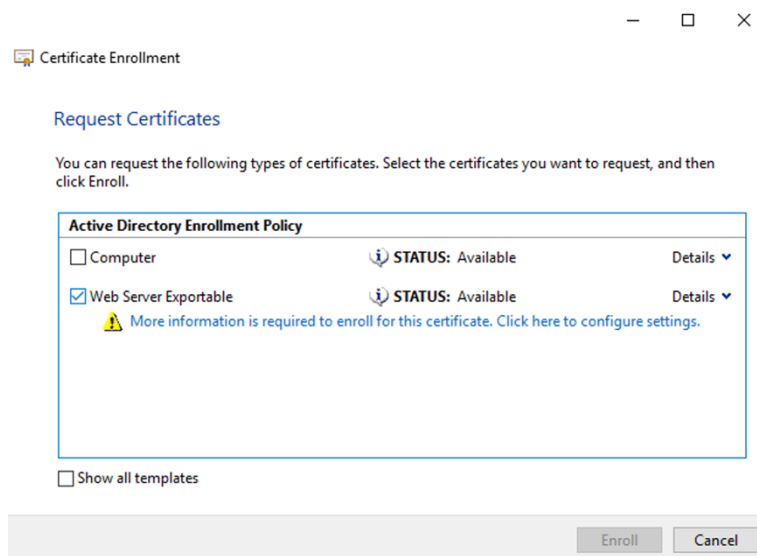 Certificate Enrollment
Request Certificates
You can request the following types of certificates. Select the certificates you want to request, and then
click Enroll.
Active Directory Enrollment Policy
Computer STATUS: Available Details
Web Server Exportable STATUS: Available Details
More information is required to enroll for this certificate. Click here to configure settings.
Show all templates
Enroll Cancel